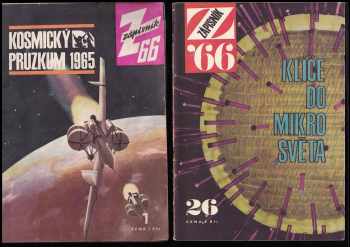 KOSMICKÝ
PRŮZKUM 1965
Zápisník
66
1
ZÁPISNÍK
'66
KLÍČE
DO
MIKRO
SVĚTA
26